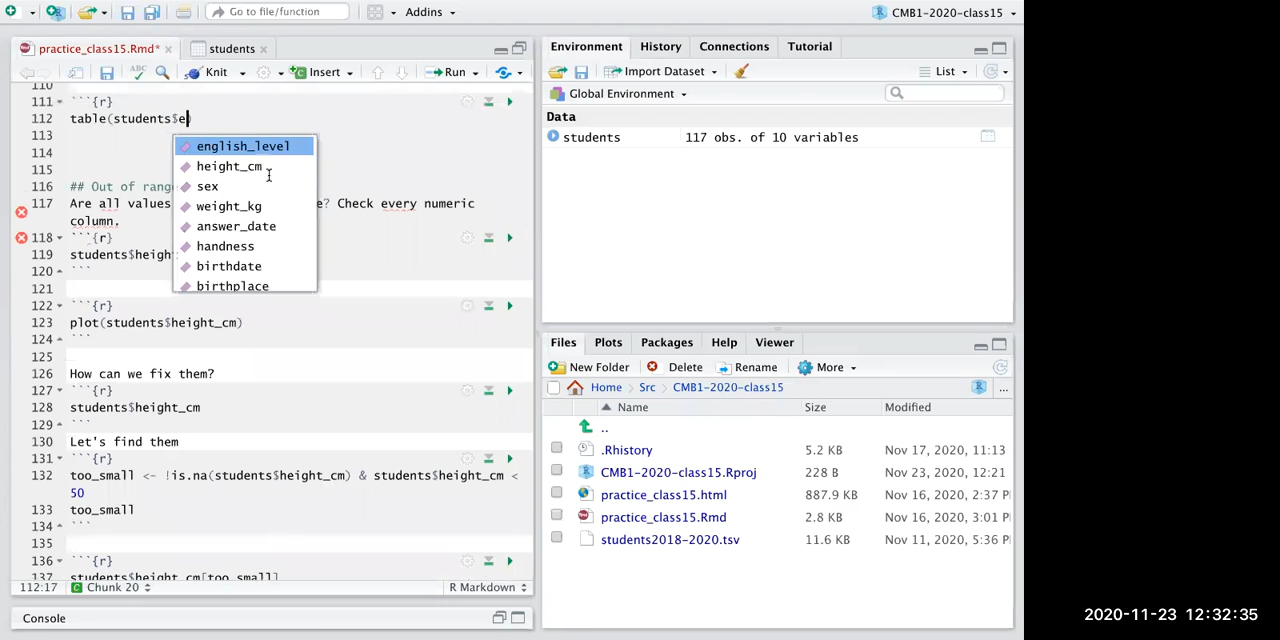 Go to file/function
Addins
CMB1-2020-class15
practice_class15.Rmd*
students
Knit
Insert
Run
110
111 ```{r}
112 table(students$e)
113
114
115
116 ## Out of rang
117 Are all values e? Check every numeric
column.
118 ```{r}
119 students$heigh
120 ```
121
122 ```{r}
123 plot(students$height_cm)
124 ```
125
126 How can we fix them?
127 ```{r}
128 students$height_cm
129 ```
130 Let's find them
131 ```{r}
132 too_small <- !is.na(students$height_cm) & students$height_cm <
50
133 too_small
134 ```
135
136 ```{r}
137 students$height_cm[too_small]
english_level
height_cm
sex
weight_kg
answer_date
handness
birthdate
birthplace
112:17 Chunk 20 R Markdown
Console
Environment History Connections Tutorial
Import Dataset List
Global Environment
Data
students 117 obs. of 10 variables
Files Plots Packages Help Viewer
New Folder Delete Rename More
Home Src CMB1-2020-class15 ...
Name Size Modified
..
.Rhistory 5.2 KB Nov 17, 2020, 11:13
CMB1-2020-class15.Rproj 228 B Nov 23, 2020, 12:21
practice_class15.html 887.9 KB Nov 16, 2020, 2:37 P
practice_class15.Rmd 2.8 KB Nov 16, 2020, 3:01 P
students2018-2020.tsv 11.6 KB Nov 11, 2020, 5:36 P
2020-11-23 12:32:35